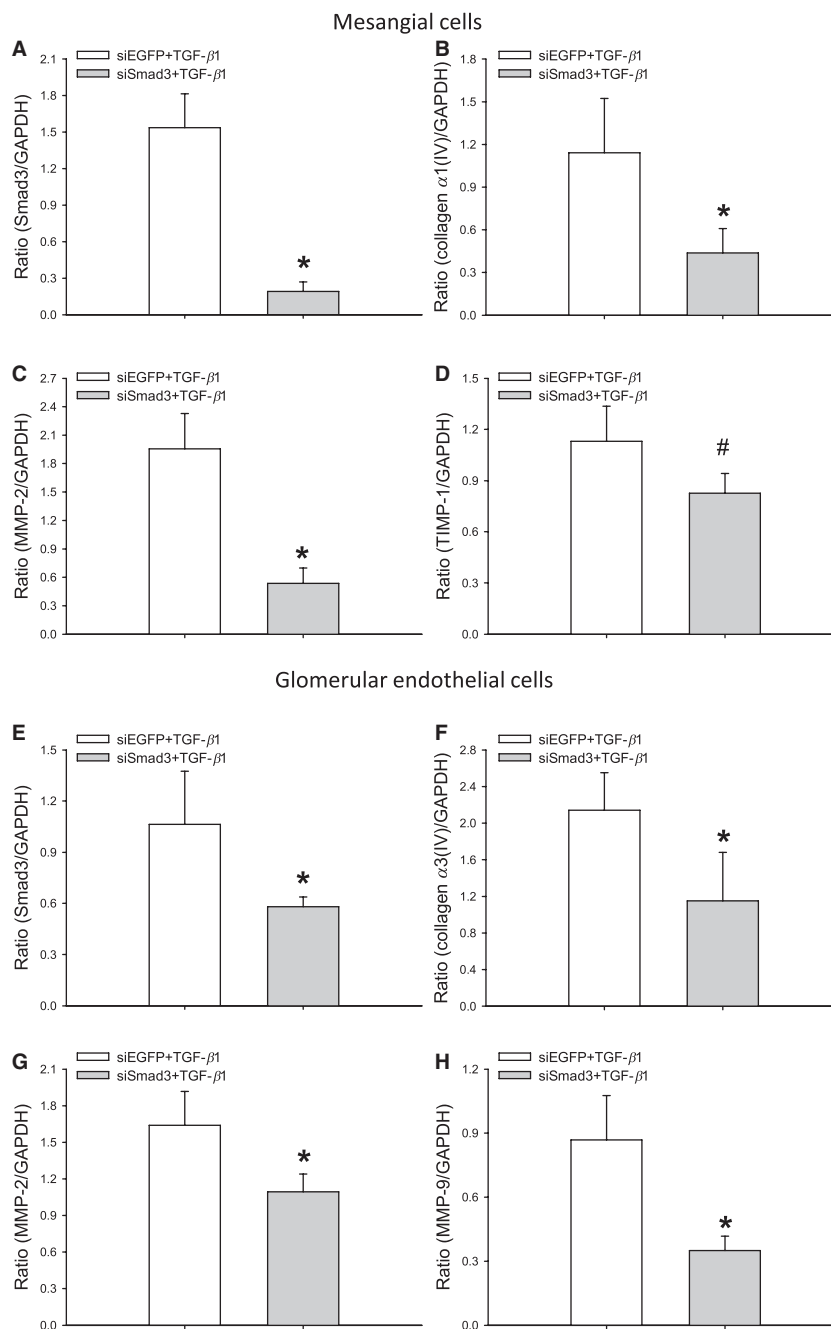 Mesangial cells
A
siEGFP+TGF-β1
siSmad3+TGF-β1
Ratio (Smad3/GAPDH)
2.1
1.8
1.5
1.2
0.9
0.6
0.3
0.0
*
B
siEGFP+TGF-β1
siSmad3+TGF-β1
Ratio (collagen α1(IV)/GAPDH)
1.8
1.5
1.2
0.9
0.6
0.3
0.0
*
C
siEGFP+TGF-β1
siSmad3+TGF-β1
Ratio (MMP-2/GAPDH)
2.7
2.4
2.1
1.8
1.5
1.2
0.9
0.6
0.3
0.0
*
D
siEGFP+TGF-β1
siSmad3+TGF-β1
Ratio (TIMP-1/GAPDH)
1.5
1.2
0.9
0.6
0.3
0.0
#
Glomerular endothelial cells
E
siEGFP+TGF-β1
siSmad3+TGF-β1
Ratio (Smad3/GAPDH)
1.5
1.2
0.9
0.6
0.3
0.0
*
F
siEGFP+TGF-β1
siSmad3+TGF-β1
Ratio (collagen α3(IV)/GAPDH)
2.8
2.4
2.0
1.6
1.2
0.8
0.4
0.0
*
G
siEGFP+TGF-β1
siSmad3+TGF-β1
Ratio (MMP-2/GAPDH)
2.1
1.8
1.5
1.2
0.9
0.6
0.3
0.0
*
H
siEGFP+TGF-β1
siSmad3+TGF-β1
Ratio (MMP-9/GAPDH)
1.2
0.9
0.6
0.3
0.0
*